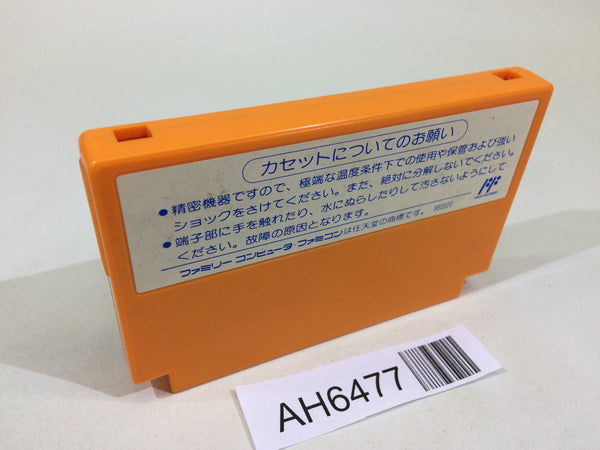 カセットについてのお願い
●精密機器ですので、極端な温度条件下での使用や保管および強い
ショックをさけてください。また、絶対に分解しないでください。
●端子部に手を触れたり、水にぬらしたりして汚さないようにして
ください。故障の原因となります。
ファミリーコンピュータ・ファミコンは任天堂の商標です。
AH6477